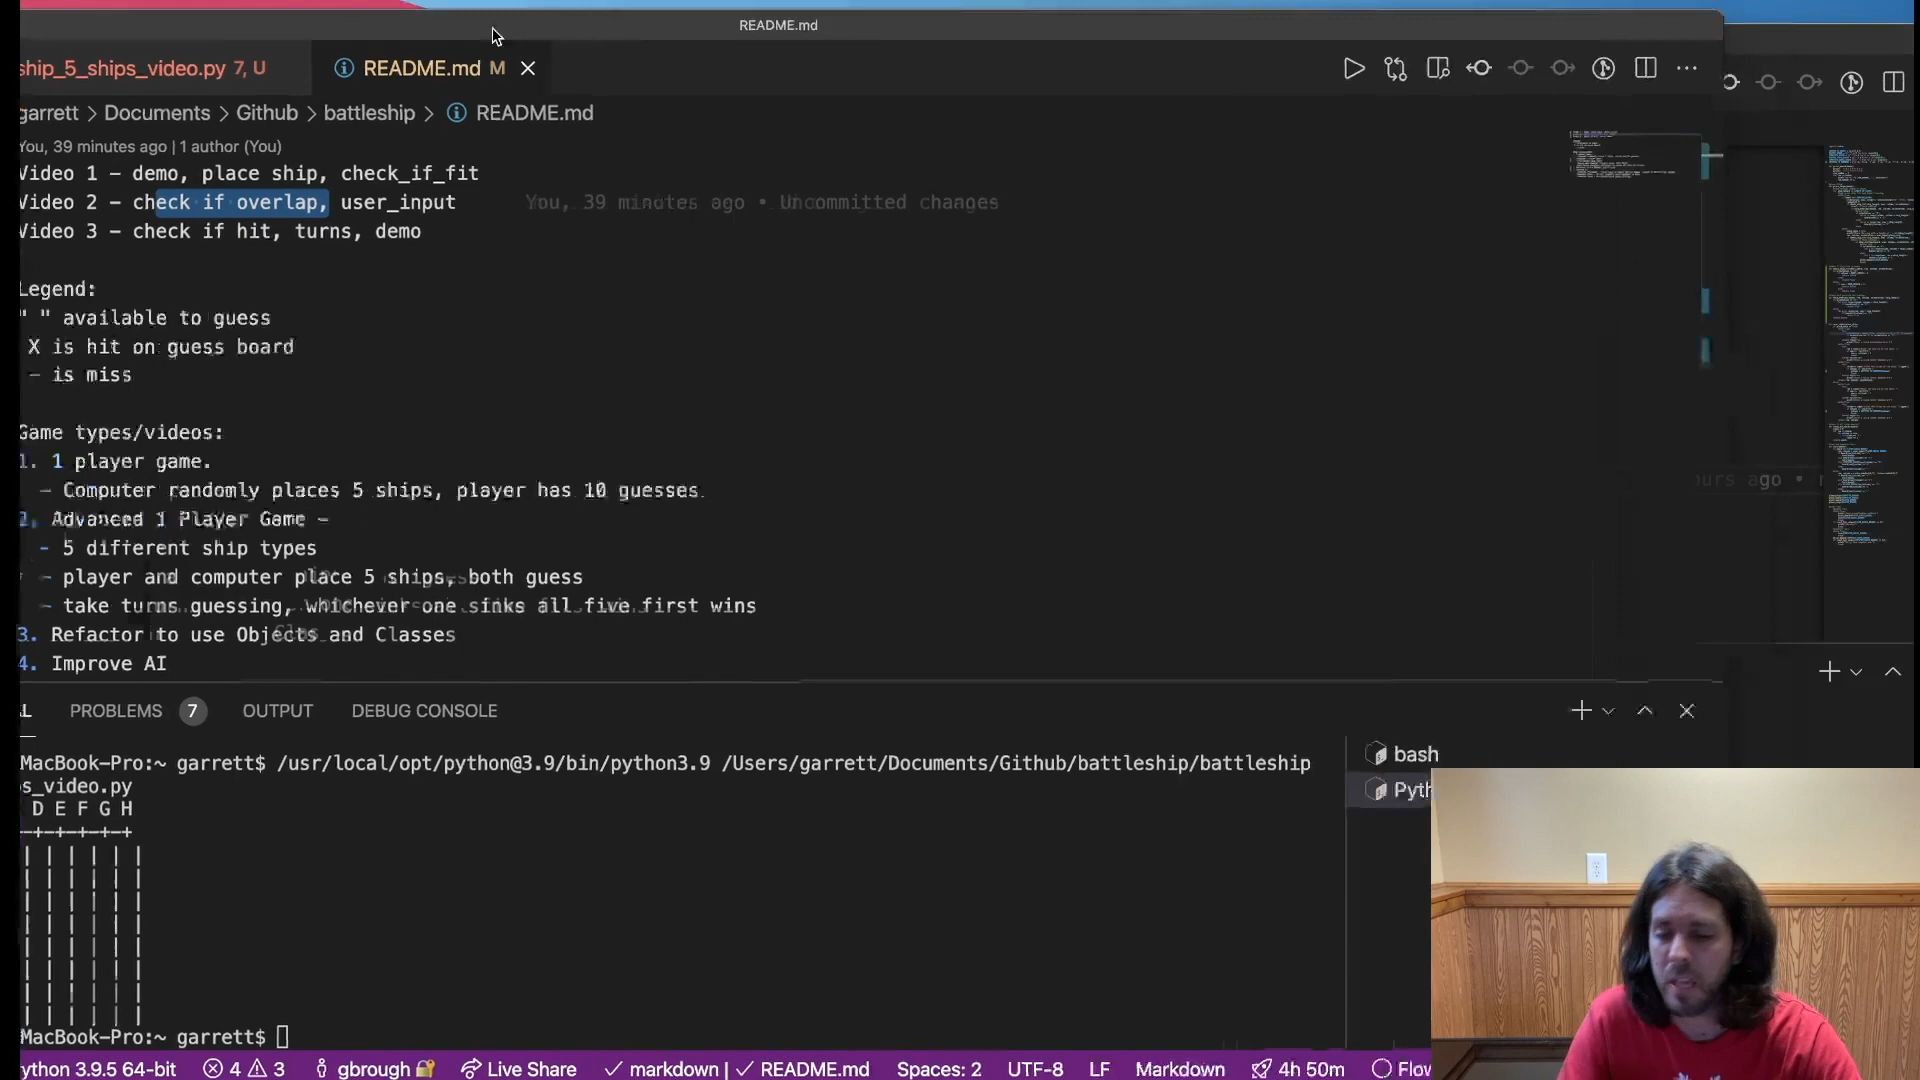 README.md
ship_5_ships_video.py 7, U
README.md M
garrett > Documents > Github > battleship > README.md
You, 39 minutes ago | 1 author (You)
Video 1 - demo, place ship, check_if_fit
Video 2 - check if overlap, user_input You, 39 minutes ago • Uncommitted changes
Video 3 - check if hit, turns, demo
Legend:
" " available to guess
X is hit on guess board
- is miss
Game types/videos:
1. 1 player game.
- Computer randomly places 5 ships, player has 10 guesses.
2. Advanced 1 Player Game -
- 5 different ship types
- player and computer place 5 ships, both guess
- take turns guessing, whichever one sinks all five first wins
3. Refactor to use Objects and Classes
4. Improve AI
ours ago •
L PROBLEMS 7 OUTPUT DEBUG CONSOLE
MacBook-Pro:~ garrett$ /usr/local/opt/python@3.9/bin/python3.9 /Users/garrett/Documents/Github/battleship/battleship
s_video.py
D E F G H
-+-+-+-+-+
| | | | | |
| | | | | |
| | | | | |
| | | | | |
| | | | | |
| | | | | |
| | | | | |
| | | | | |
MacBook-Pro:~ garrett$
bash
Pyth
ython 3.9.5 64-bit 4 3 gbrough Live Share markdown | README.md Spaces: 2 UTF-8 LF Markdown 4h 50m Flow